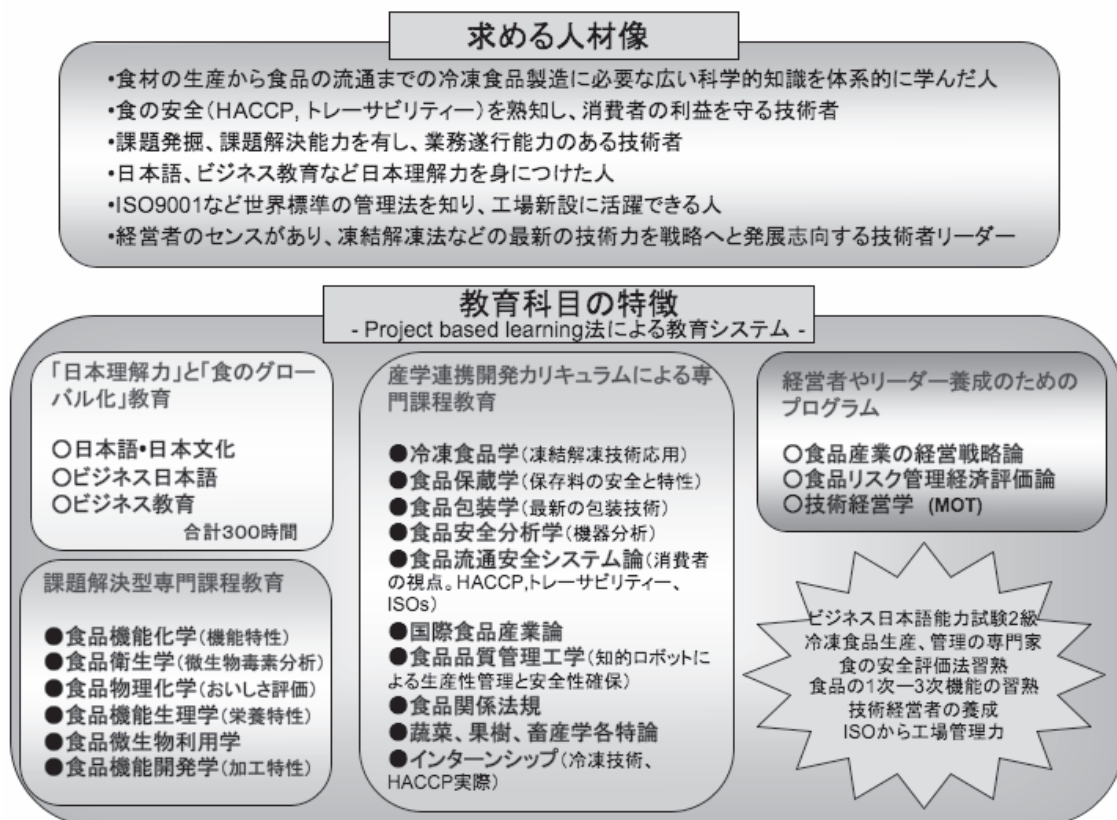 求める人材像
•食材の生産から食品の流通までの冷凍食品製造に必要な広い科学的知識を体系的に学んだ人
•食の安全(HACCP, トレーサビリティー)を熟知し、消費者の利益を守る技術者
•課題発掘、課題解決能力を有し、業務遂行能力のある技術者
•日本語、ビジネス教育など日本理解力を身につけた人
•ISO9001など世界標準の管理法を知り、工場新設に活躍できる人
•経営者のセンスがあり、凍結解凍法などの最新の技術力を戦略へと発展志向する技術者リーダー
教育科目の特徴
- Project based learning法による教育システム -
「日本理解力」と「食のグロー
バル化」教育
○日本語•日本文化
○ビジネス日本語
○ビジネス教育
合計300時間
課題解決型専門課程教育
●食品機能化学(機能特性)
●食品衛生学(微生物毒素分析)
●食品物理化学(おいしさ評価)
●食品機能生理学(栄養特性)
●食品微生物利用学
●食品機能開発学(加工特性)
産学連携開発カリキュラムによる専
門課程教育
●冷凍食品学(凍結解凍技術応用)
●食品保蔵学(保存料の安全と特性)
●食品包装学(最新の包装技術)
●食品安全分析学(機器分析)
●食品流通安全システム論(消費者
の視点。HACCP,トレーサビリティー、
ISOs)
●国際食品産業論
●食品品質管理工学(知的ロボットに
よる生産性管理と安全性確保)
●食品関係法規
●蔬菜、果樹、畜産学各特論
●インターンシップ(冷凍技術、
HACCP実際)
経営者やリーダー養成のための
プログラム
○食品産業の経営戦略論
○食品リスク管理経済評価論
○技術経営学 (MOT)
ビジネス日本語能力試験2級
冷凍食品生産、管理の専門家
食の安全評価法習熟
食品の1次―3次機能の習熟
技術経営者の養成
ISOから工場管理力